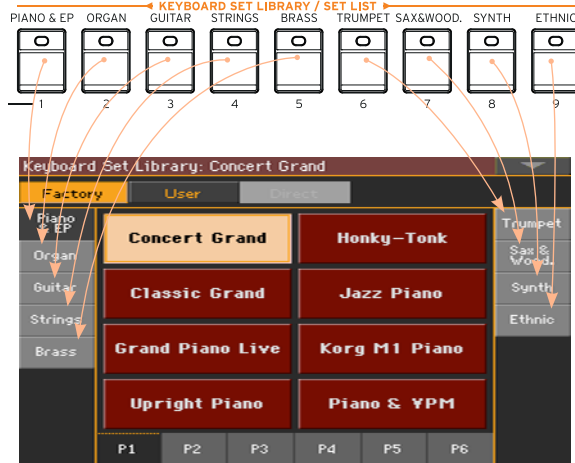 KEYBOARD SET LIBRARY / SET LIST
PIANO & EP ORGAN GUITAR STRINGS BRASS TRUMPET SAX&WOOD. SYNTH ETHNIC
1 2 3 4 5 6 7 8 9
Keyboard Set Library: Concert Grand
Factory User Direct
Piano & EP
Organ
Guitar
Strings
Brass
Concert Grand Honky-Tonk
Classic Grand Jazz Piano
Grand Piano Live Korg M1 Piano
Upright Piano Piano & VPM
Trumpet
Sax & Wood.
Synth
Ethnic
P1 P2 P3 P4 P5 P6